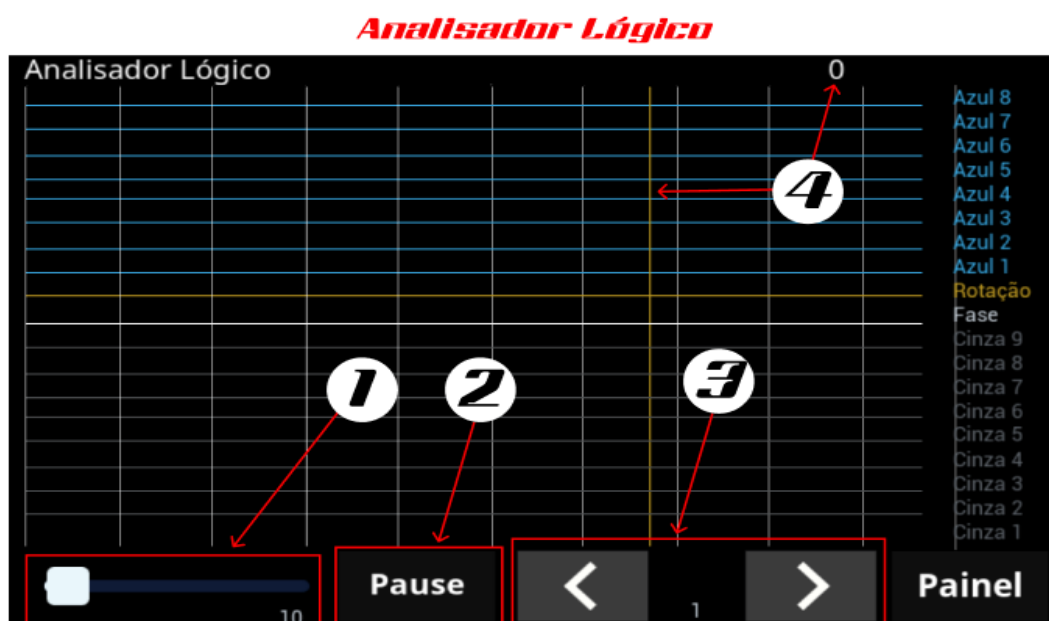 Analisador Lógico
Analisador Lógico
0
Azul 8
Azul 7
Azul 6
Azul 5
Azul 4
Azul 3
Azul 2
Azul 1
Rotação
Fase
Cinza 9
Cinza 8
Cinza 7
Cinza 6
Cinza 5
Cinza 4
Cinza 3
Cinza 2
Cinza 1
4
1
2
3
10
Pause
<
1
>
Painel